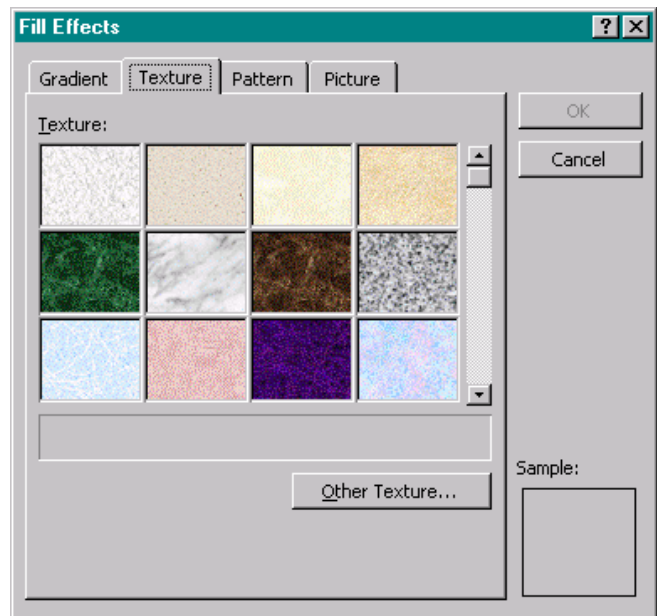 Fill Effects
Gradient Texture Pattern Picture
Texture:
OK
Cancel
Other Texture...
Sample: